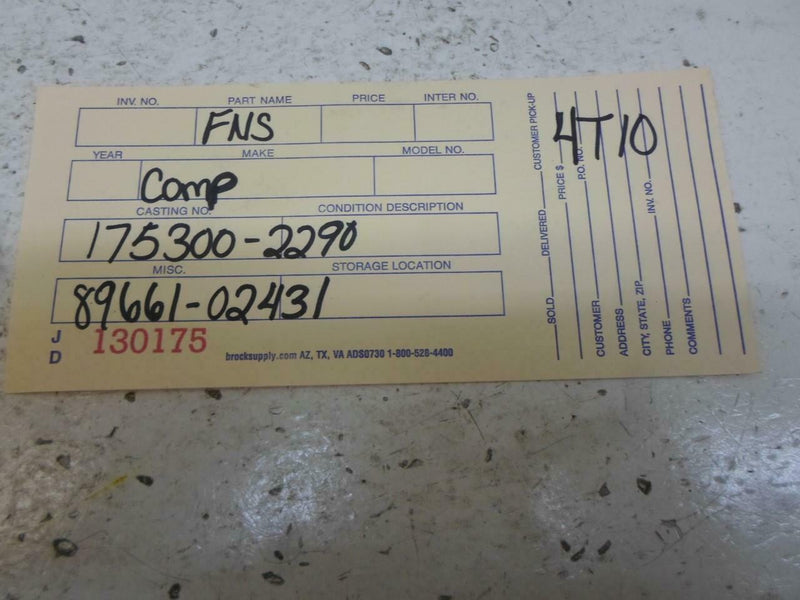 INV. NO. PART NAME PRICE INTER NO.
FNS
YEAR MAKE MODEL NO.
Comp
CASTING NO. CONDITION DESCRIPTION
175300-2290
MISC. STORAGE LOCATION
89661-02431
J D 130175
brocksupply.com AZ, TX, VA ADS0730 1-800-528-4400
4T10
SOLD DELIVERED CUSTOMER PICK-UP
PRICE $
P.O. NO.
CUSTOMER
ADDRESS
CITY, STATE, ZIP INV. NO.
PHONE
COMMENTS